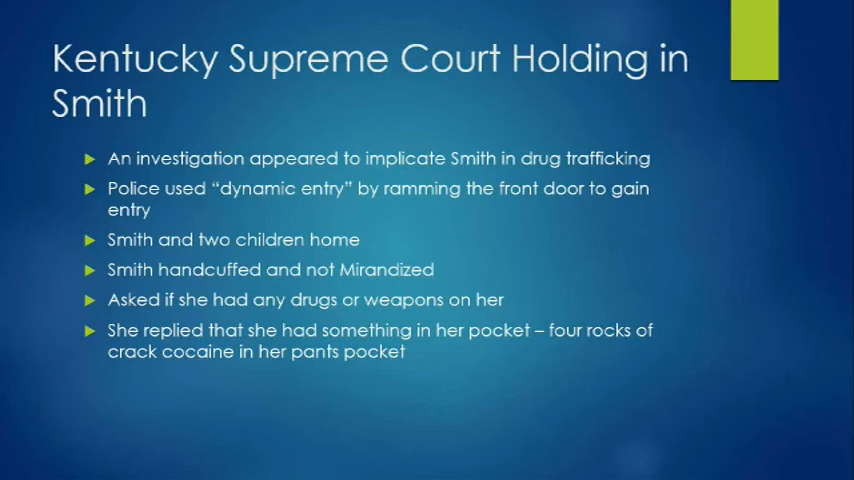 Kentucky Supreme Court Holding in
Smith
An investigation appeared to implicate Smith in drug trafficking
Police used “dynamic entry” by ramming the front door to gain
entry
Smith and two children home
Smith handcuffed and not Mirandized
Asked if she had any drugs or weapons on her
She replied that she had something in her pocket – four rocks of
crack cocaine in her pants pocket